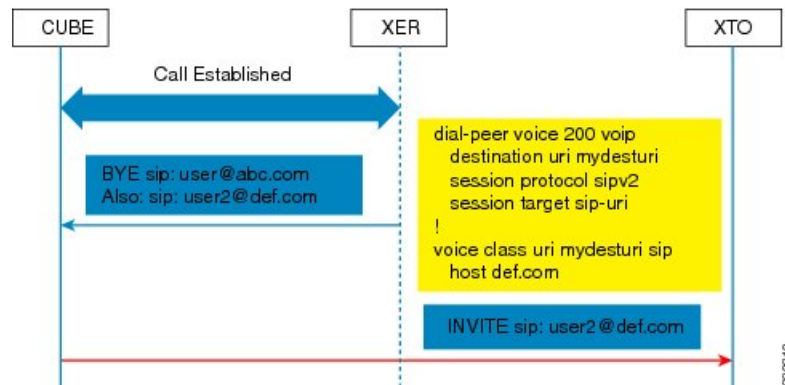 CUBE
XER
XTO
Call Established
BYE sip: user@abc.com
Also: sip: user2@def.com
dial-peer voice 200 voip
destination uri mydesturi
session protocol sipv2
session target sip-uri
!
voice class uri mydesturi sip
host def.com
INVITE sip: user2@def.com